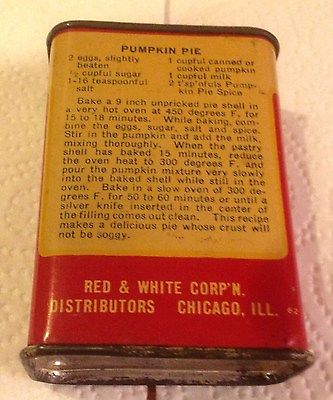 PUMPKIN PIE
2 eggs, slightly beaten
½ cupful sugar
1-16 teaspoonful salt
1 cupful canned or cooked pumpkin
1 cupful milk
2 t'sp'nfuls Pumpkin Pie Spice
Bake a 9 inch unpricked pie shell in
a very hot oven at 450 degrees F. for
15 to 18 minutes. While baking, com-
bine the eggs, sugar, salt and spice.
Stir in the pumpkin and add the milk,
mixing thoroughly. When the pastry
shell has baked 15 minutes, reduce
the oven heat to 300 degrees F. and
pour the pumpkin mixture very slowly
into the baked shell while still in the
oven. Bake in a slow oven of 300 de-
grees F. for 50 to 60 minutes or until a
silver knife inserted in the center of
the filling comes out clean. This recipe
makes a delicious pie whose crust will
not be soggy.
RED & WHITE CORP'N.
DISTRIBUTORS CHICAGO, ILL.
62